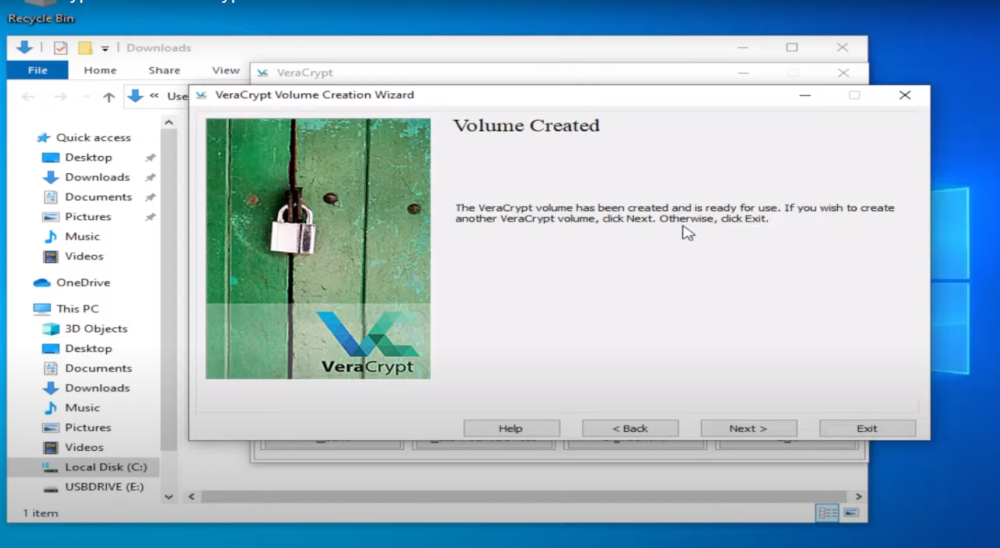 Recycle Bin
Downloads
File Home Share View
VeraCrypt
« Use
VeraCrypt Volume Creation Wizard
Quick access
Desktop
Downloads
Documents
Pictures
Music
Videos
OneDrive
This PC
3D Objects
Desktop
Documents
Downloads
Music
Pictures
Videos
Local Disk (C:)
USBDRIVE (E:)
1 item
VeraCrypt
Volume Created
The VeraCrypt volume has been created and is ready for use. If you wish to create
another VeraCrypt volume, click Next. Otherwise, click Exit.
Help < Back Next > Exit